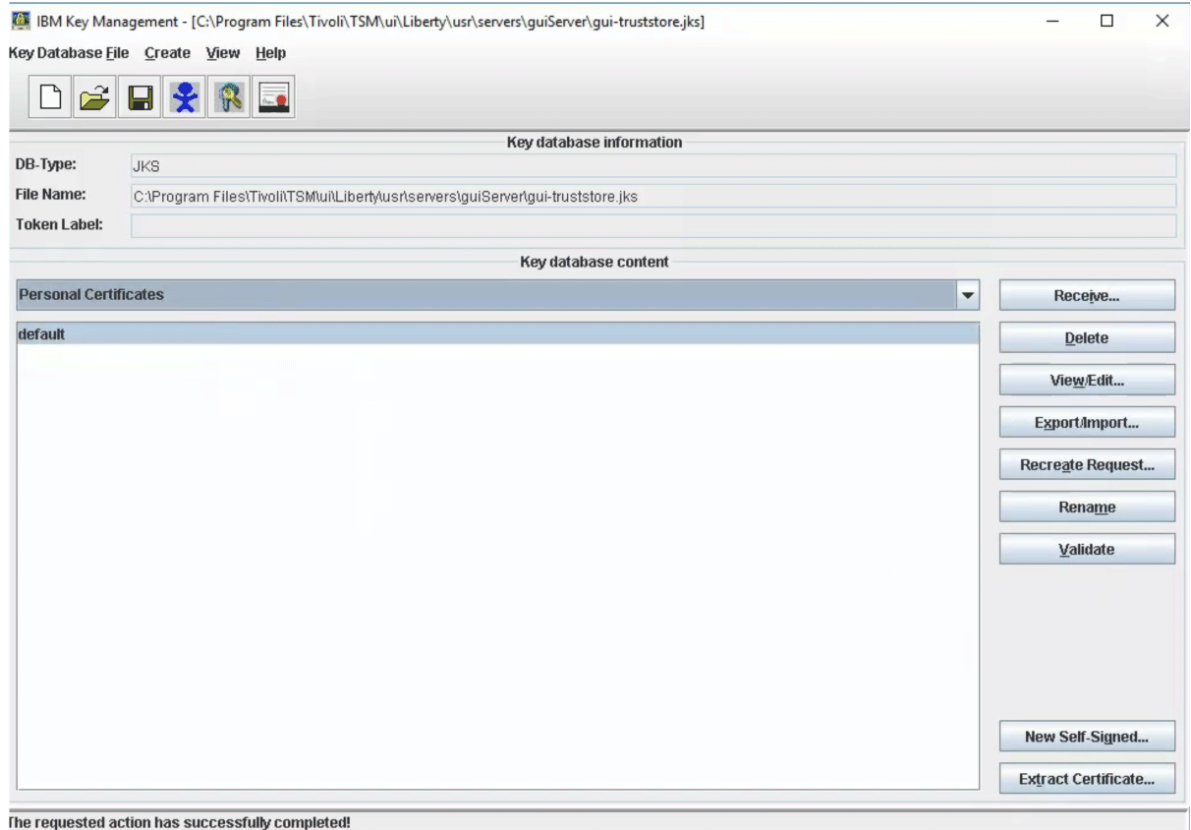 IBM Key Management - [C:\Program Files\Tivoli\TSM\ui\Liberty\usr\servers\guiServer\gui-truststore.jks]
Key Database File Create View Help
Key database information
DB-Type: JKS
File Name: C:\Program Files\Tivoli\TSM\ui\Liberty\usr\servers\guiServer\gui-truststore.jks
Token Label:
Key database content
Personal Certificates
Receive...
default
Delete
View/Edit...
Export/Import...
Recreate Request...
Rename
Validate
New Self-Signed...
Extract Certificate...
The requested action has successfully completed!